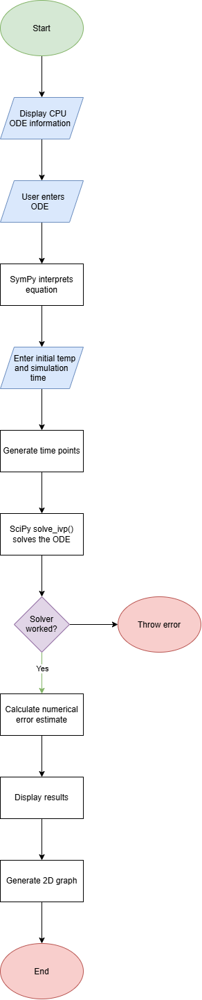 Start
Display CPU
ODE information
User enters
ODE
SymPy interprets
equation
Enter initial temp
and simulation
time
Generate time points
SciPy solve_ivp()
solves the ODE
Solver
worked?
Throw error
Yes
Calculate numerical
error estimate
Display results
Generate 2D graph
End